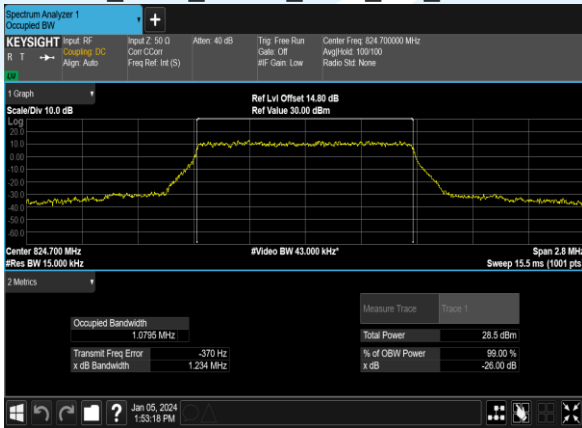 Spectrum Analyzer 1
Occupied BW
+
KEYSIGHT Input: RF Input Z: 50 Ω Atten: 40 dB Trig: Free Run Center Freq: 824.700000 MHz
R T Coupling: DC Corr CCorr Gate: Off Avg|Hold: 100/100
Align: Auto Freq Ref: Int (S) #IF Gain: Low Radio Std: None
1 Graph
Ref Lvl Offset 14.80 dB
Scale/Div 10.0 dB Ref Value 30.00 dBm
Log
20.0
10.0
0.00
-10.0
-20.0
-30.0
-40.0
-50.0
-60.0
Center 824.700 MHz #Video BW 43.000 kHz* Span 2.8 MHz
#Res BW 15.000 kHz Sweep 15.5 ms (1001 pts
2 Metrics
Measure Trace Trace 1
Occupied Bandwidth
1.0795 MHz Total Power 28.5 dBm
Transmit Freq Error -370 Hz % of OBW Power 99.00 %
x dB Bandwidth 1.234 MHz x dB -26.00 dB
? Jan 05, 2024
1:53:18 PM